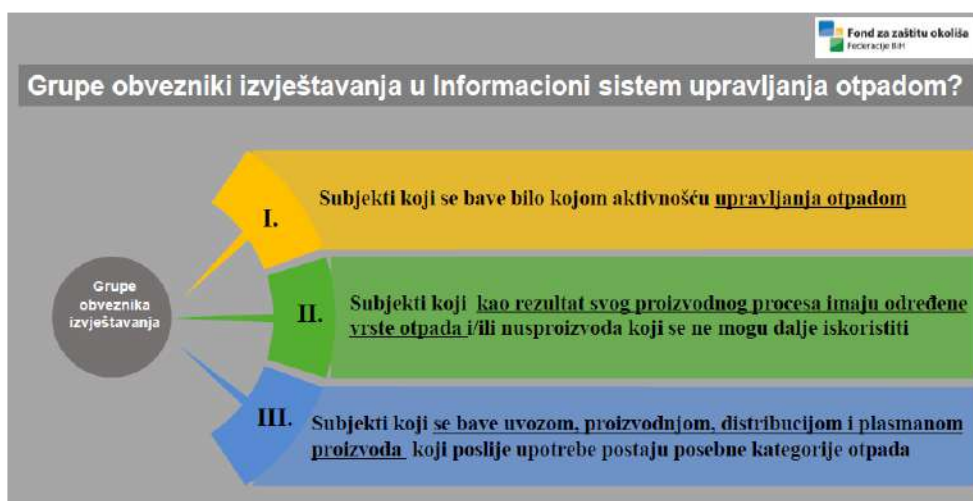 Fond za zaštitu okoliša
Federacije BiH
Grupe obvezniki izvještavanja u Informacioni sistem upravljanja otpadom?
I.
Subjekti koji se bave bilo kojom aktivnošću upravljanja otpadom
Grupe
obveznika
izvještavanja
II.
Subjekti koji kao rezultat svog proizvodnog procesa imaju određene
vrste otpada i/ili nusproizvoda koji se ne mogu dalje iskoristiti
III.
Subjekti koji se bave uvozom, proizvodnjom, distribucijom i plasmanom
proizvoda koji poslije upotrebe postaju posebne kategorije otpada